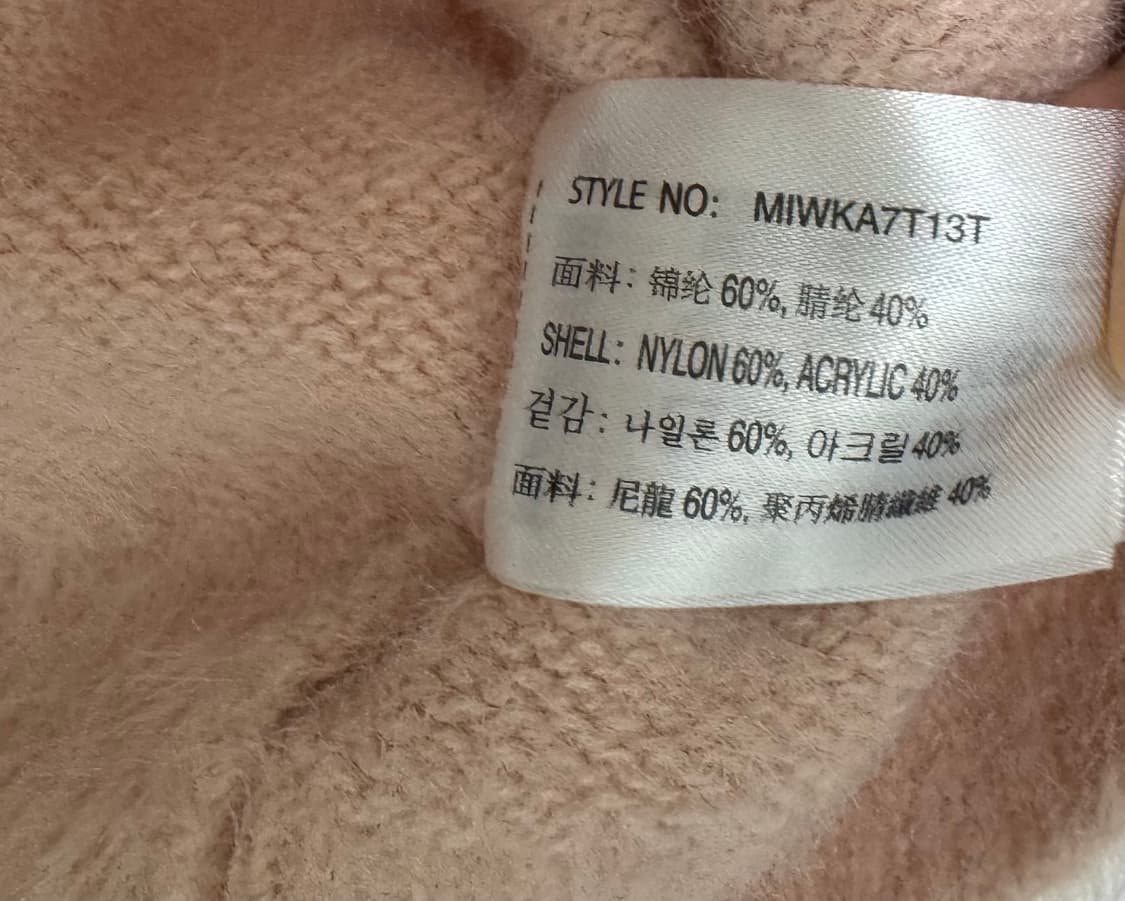 STYLE NO: MIWKA7T13T
面料: 锦纶 60%, 腈纶 40%
SHELL: NYLON 60%, ACRYLIC 40%
겉감: 나일론 60%, 아크릴 40%
面料: 尼龍 60%, 聚丙烯腈纖維 40%